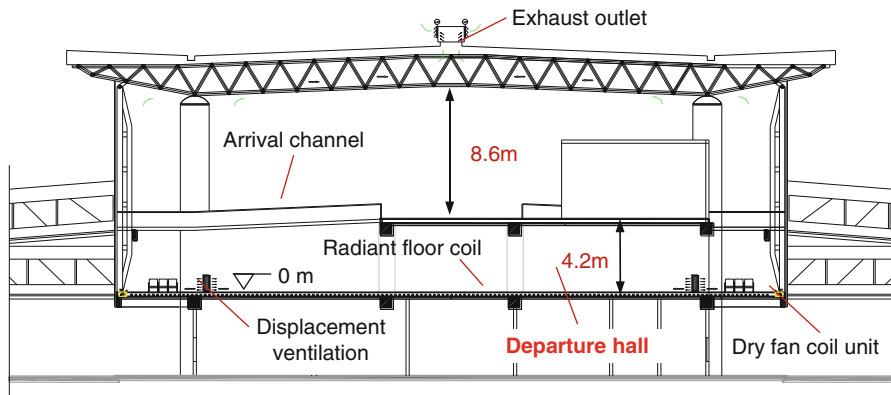 Exhaust outlet
Arrival channel
8.6m
Radiant floor coil
0 m
4.2m
Displacement
ventilation
Departure hall
Dry fan coil unit